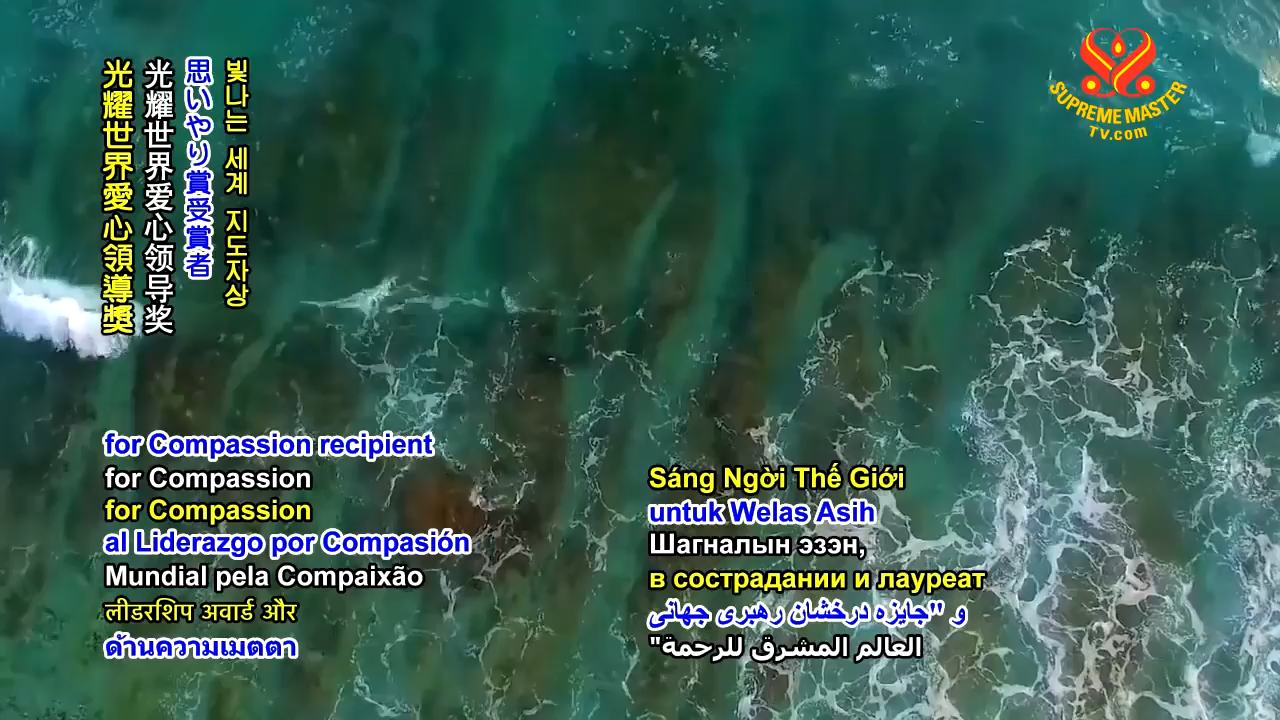 光耀世界愛心領導獎
光耀世界爱心领导奖
思いやり賞受賞者
빛나는 세계 지도자상
SUPREME MASTER
TV.com
for Compassion recipient
for Compassion
for Compassion
al Liderazgo por Compasión
Mundial pela Compaixão
लीडरशिप अवार्ड और
ด้านความเมตตา
Sáng Ngời Thế Giới
untuk Welas Asih
Шагналын эзэн,
в сострадании и лауреат
و "جایزه درخشان رهبری جهانی
العالم المشرق للرحمة"